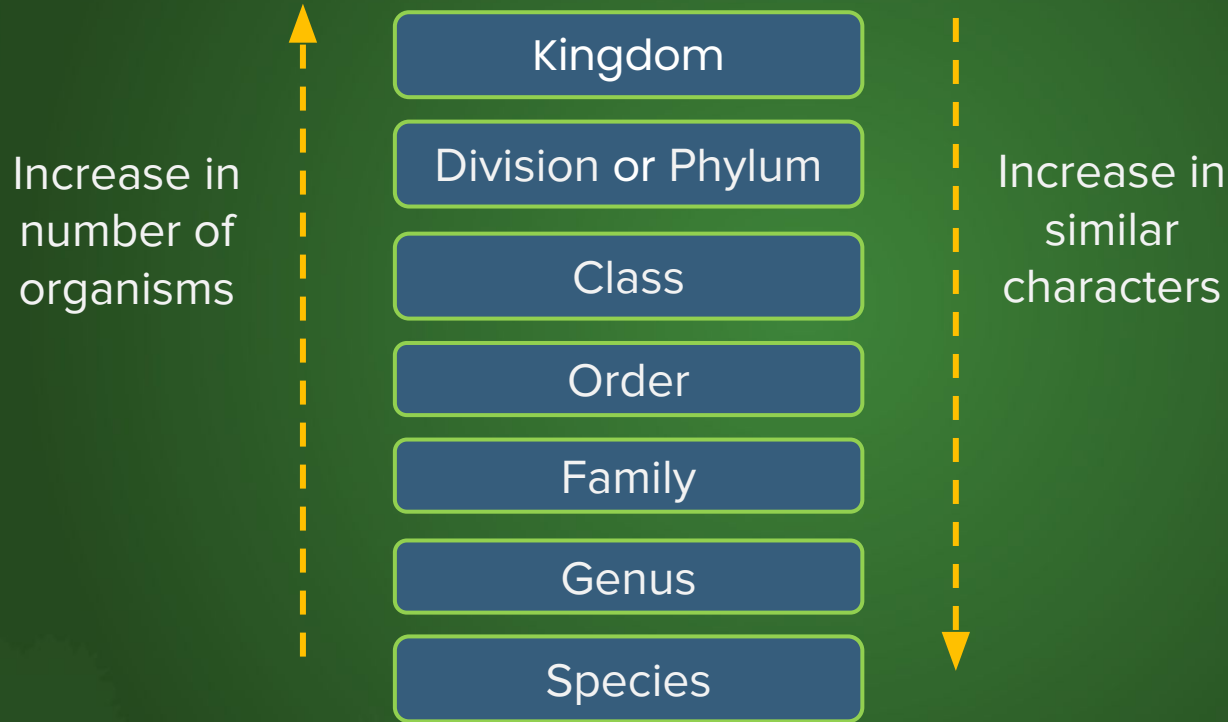 Kingdom
Division or Phylum
Increase in
number of
organisms
Class
Increase in
similar
characters
Order
Family
Genus
Species